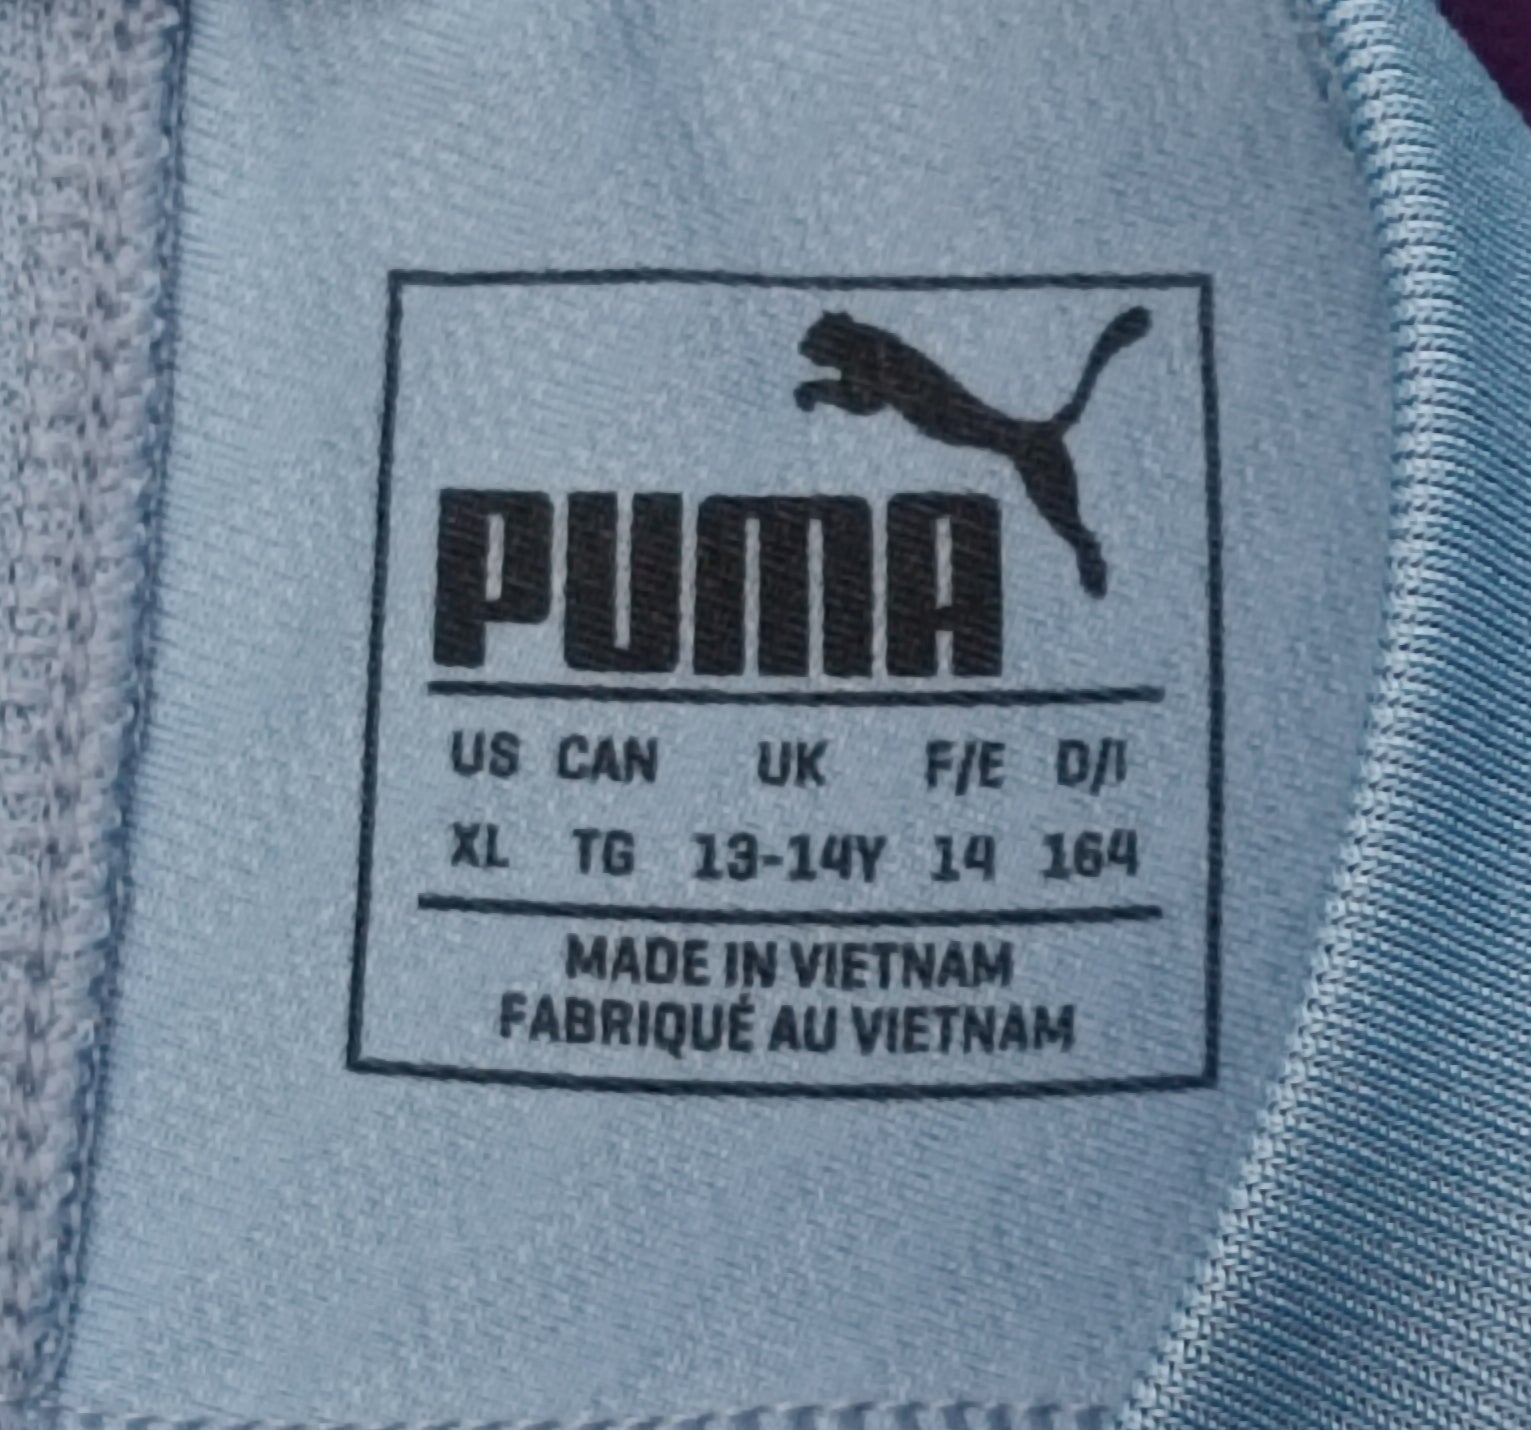 PUMA
US CAN UK F/E D/I
XL TG 13-14Y 14 164
MADE IN VIETNAM
FABRIQUÉ AU VIETNAM